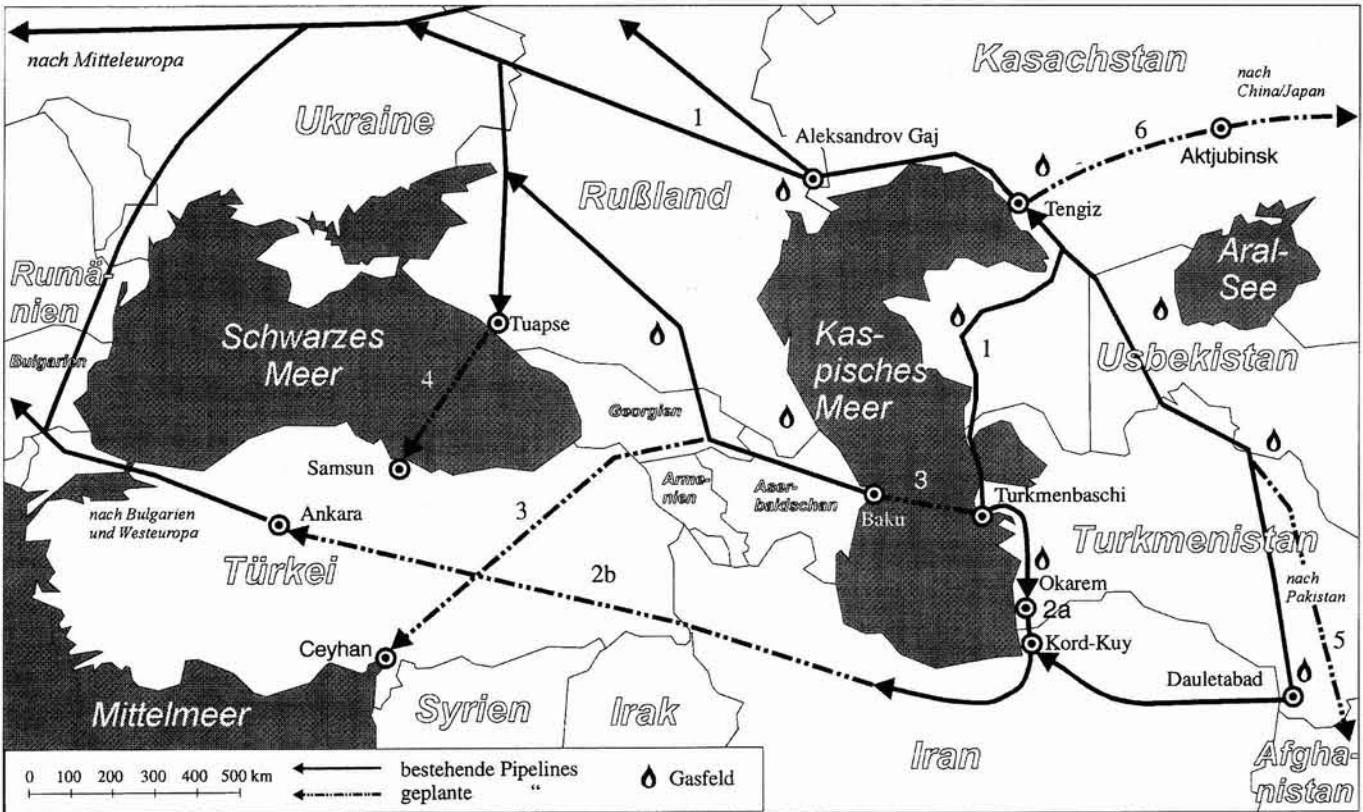 nach Mitteleuropa
Kasachstan
nach
China/Japan
Ukraine
1
6
Aleksandrov Gaj
Aktjubinsk
Rußland
Tengiz
Rumä-
nien
Aral-
See
Schwarzes
Meer
Tuapse
Kas-
pisches
Meer
1
Usbekistan
Bulgarien
4
Georgien
Samsun
Arme-
nien
Aser-
baidschan
3
Baku
Turkmenbaschi
nach Bulgarien
und Westeuropa
Ankara
3
Turkmenistan
Türkei
2b
Okarem
2a
nach
Pakistan
5
Ceyhan
Kord-Kuy
Dauletabad
Mittelmeer
Syrien
Irak
Iran
Afgha-
nistan
0 100 200 300 400 500 km
bestehende Pipelines
geplante “
Gasfeld